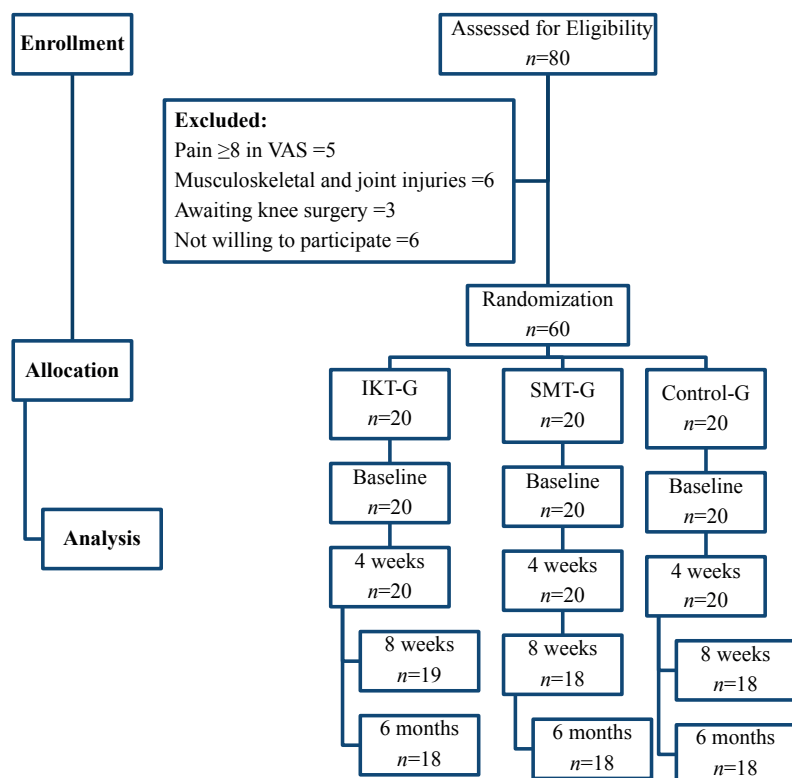 Enrollment
Assessed for Eligibility
n=80
Excluded:
Pain ≥8 in VAS =5
Musculoskeletal and joint injuries =6
Awaiting knee surgery =3
Not willing to participate =6
Randomization
n=60
Allocation
IKT-G
n=20
SMT-G
n=20
Control-G
n=20
Baseline
n=20
Baseline
n=20
Baseline
n=20
Analysis
4 weeks
n=20
4 weeks
n=20
4 weeks
n=20
8 weeks
n=19
8 weeks
n=18
8 weeks
n=18
6 months
n=18
6 months
n=18
6 months
n=18